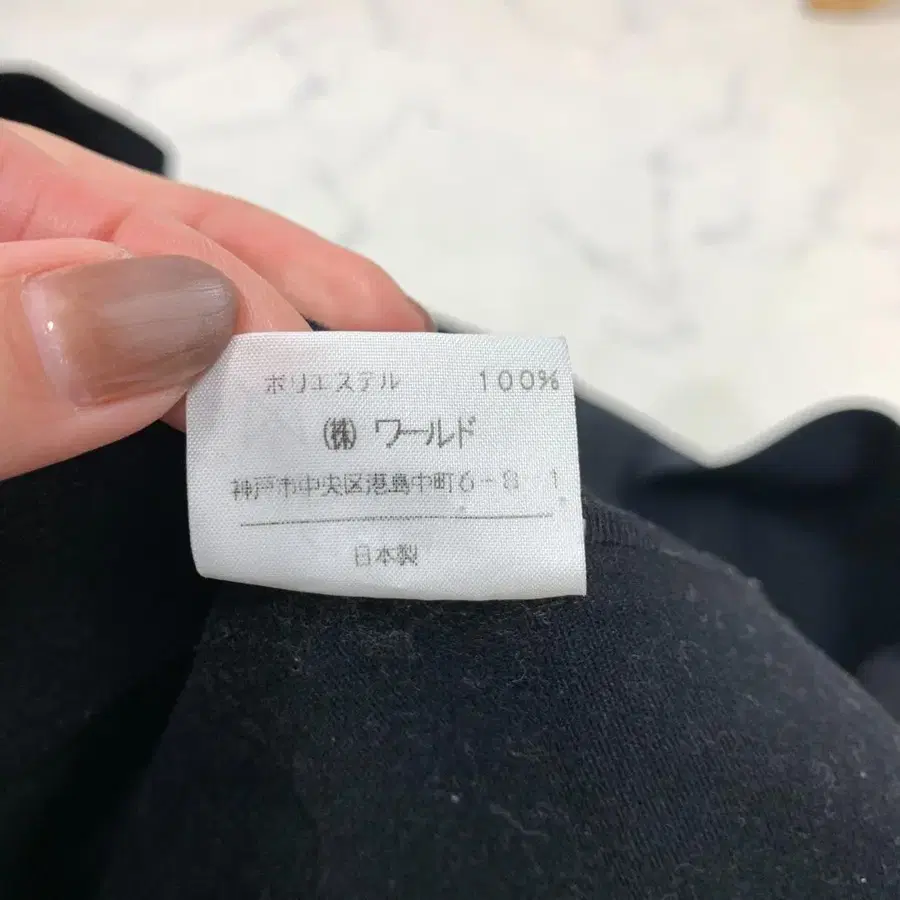 ポリエステル 100%
㈱ ワールド
神戸市中央区港島中町6-8-1
日本製